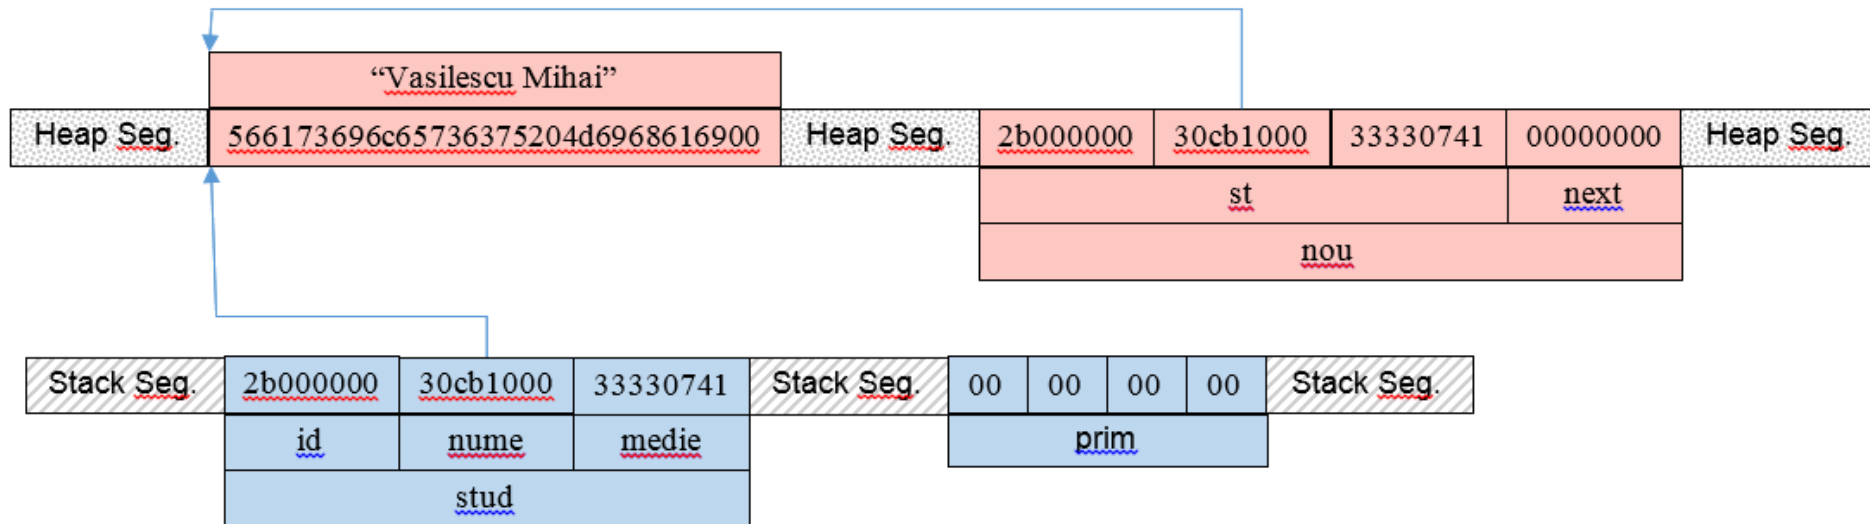 “Vasilescu Mihai”
Heap Seg. 566173696c65736375204d6968616900 Heap Seg. 2b000000 30cb1000 33330741 00000000 Heap Seg.
st next
nou
Stack Seg. 2b000000 30cb1000 33330741 Stack Seg. 00 00 00 00 Stack Seg.
id nume medie prim
stud